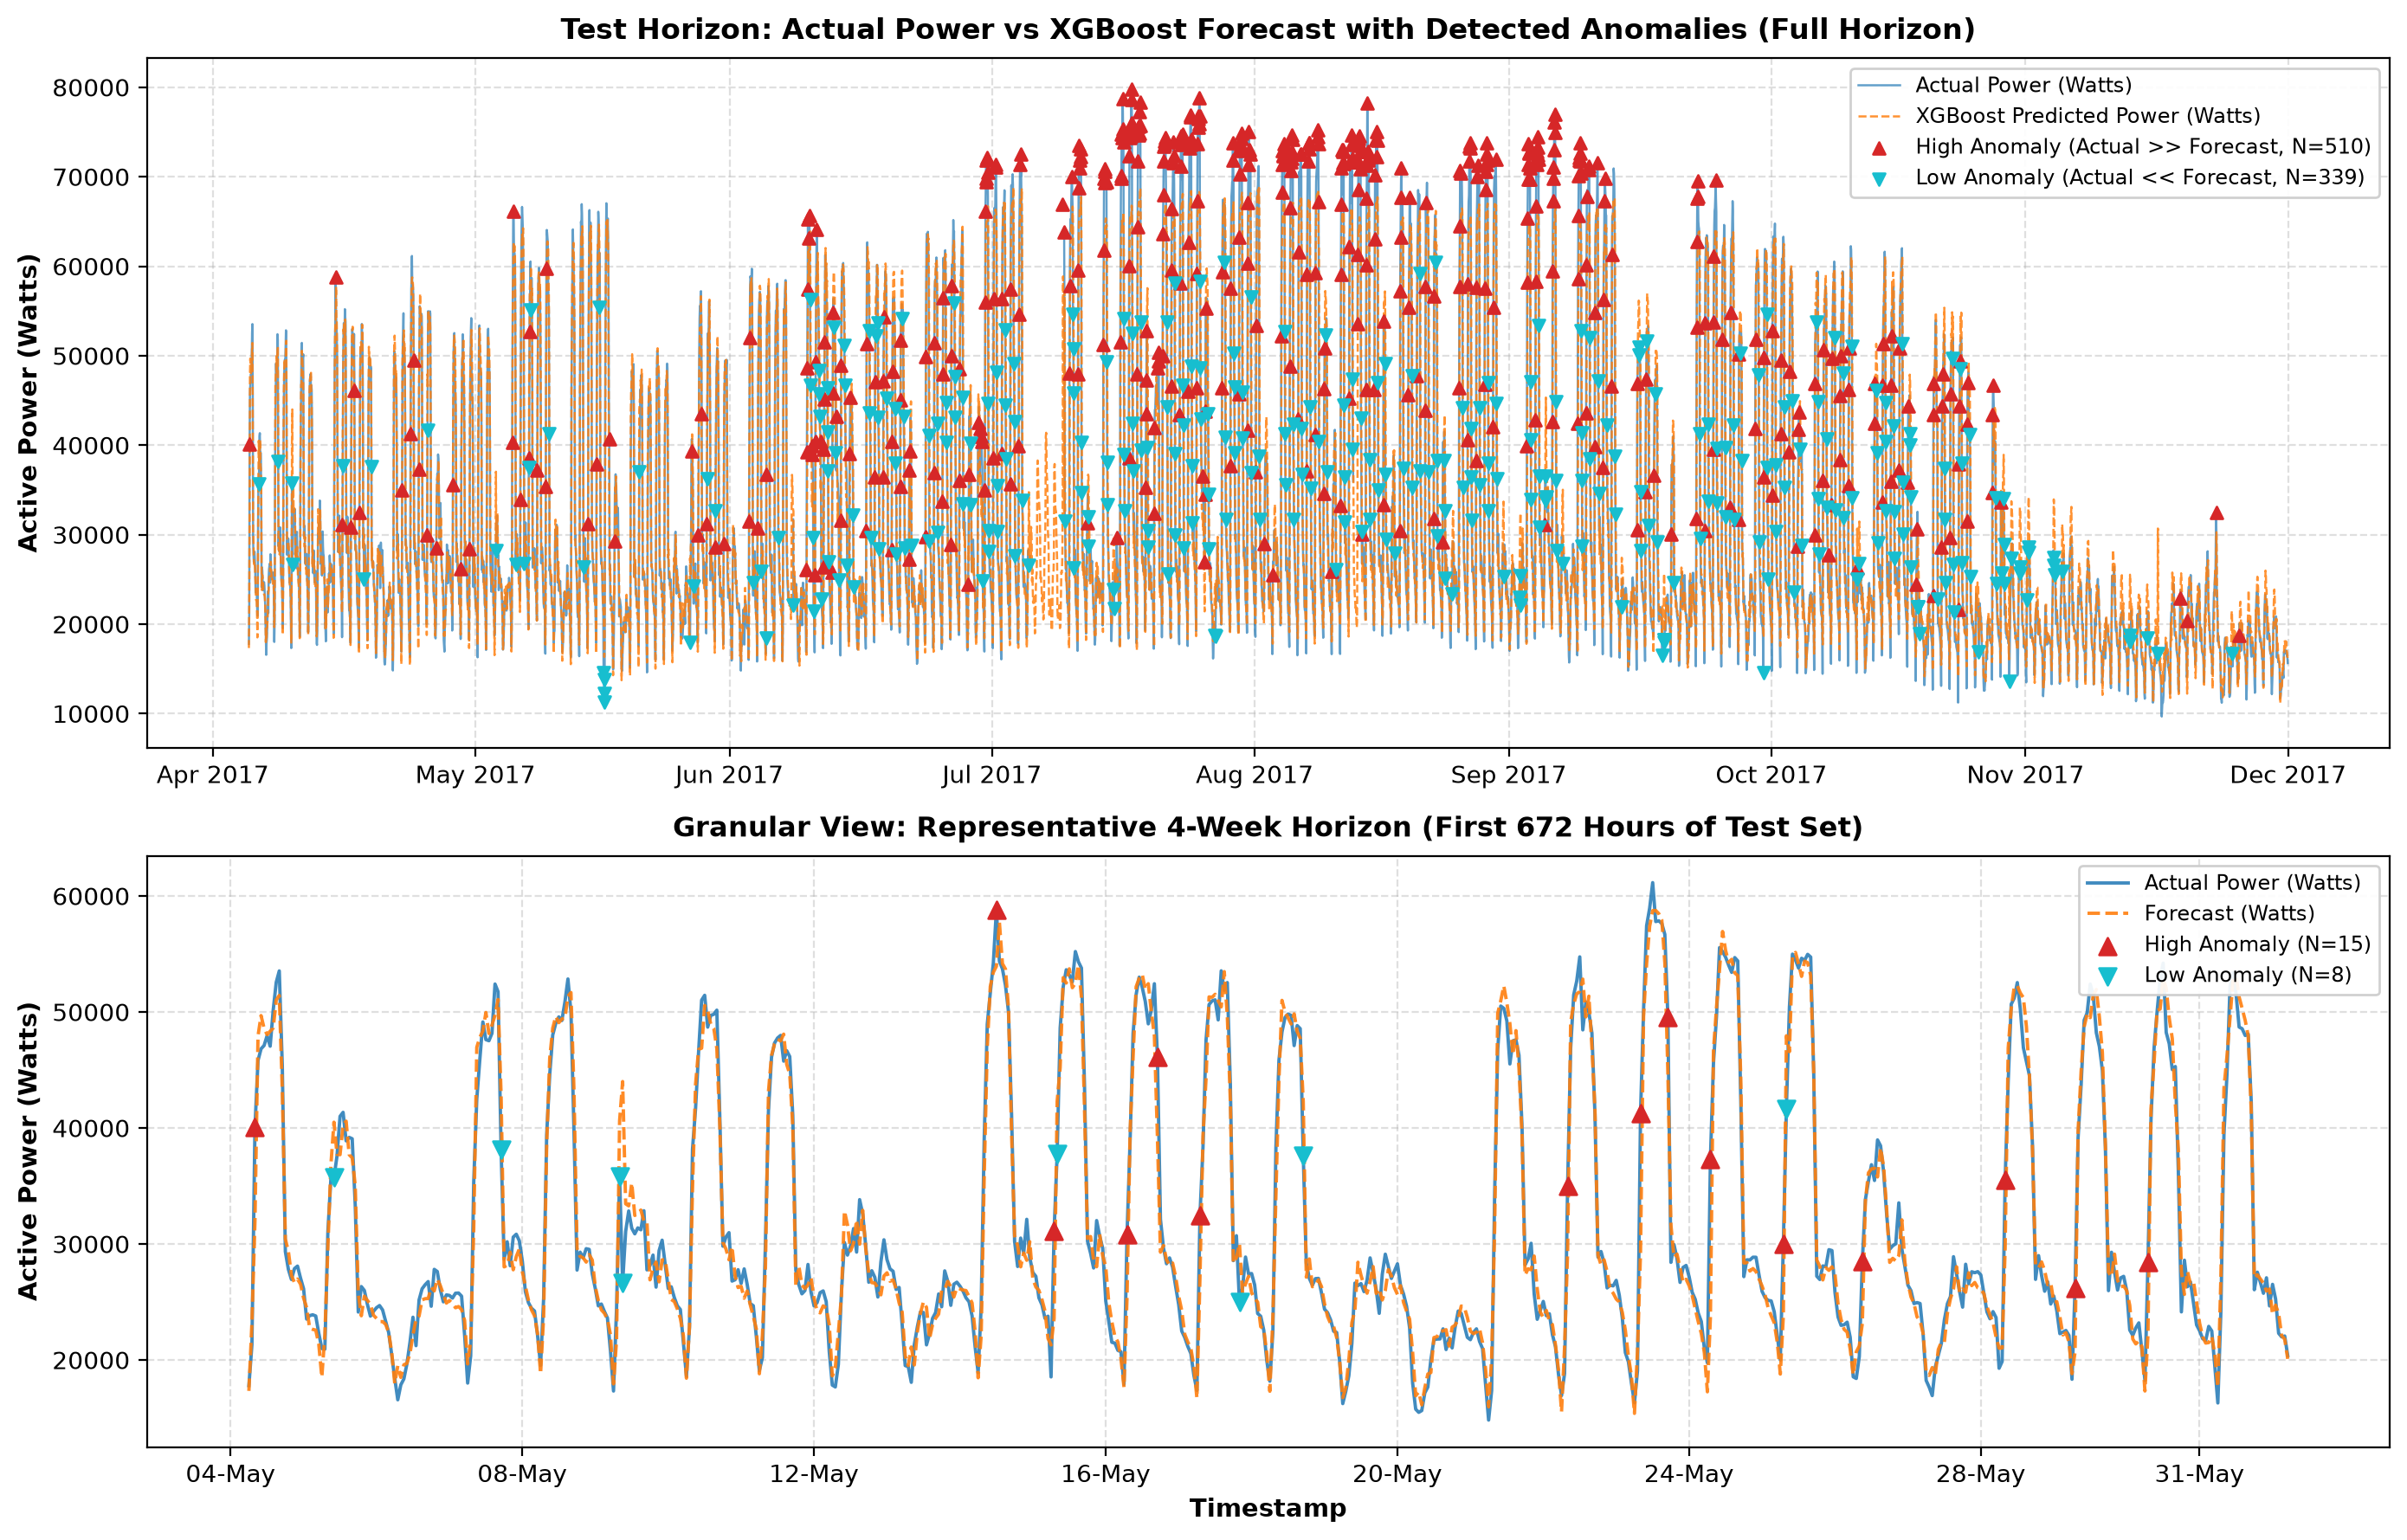 Test Horizon: Actual Power vs XGBoost Forecast with Detected Anomalies (Full Horizon)
Active Power (Watts)
80000
70000
60000
50000
40000
30000
20000
10000
Actual Power (Watts)
XGBoost Predicted Power (Watts)
High Anomaly (Actual >> Forecast, N=510)
Low Anomaly (Actual << Forecast, N=339)
Apr 2017 May 2017 Jun 2017 Jul 2017 Aug 2017 Sep 2017 Oct 2017 Nov 2017 Dec 2017
Granular View: Representative 4-Week Horizon (First 672 Hours of Test Set)
Active Power (Watts)
60000
50000
40000
30000
20000
Actual Power (Watts)
Forecast (Watts)
High Anomaly (N=15)
Low Anomaly (N=8)
04-May 08-May 12-May 16-May 20-May 24-May 28-May 31-May
Timestamp